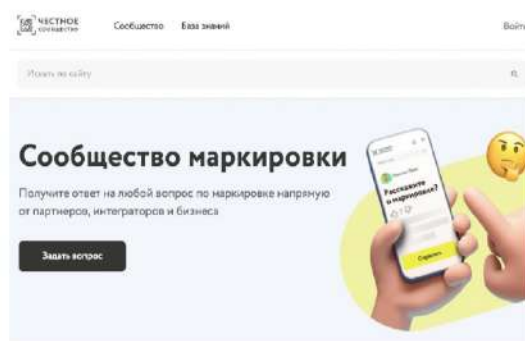 ЧЕСТНОЕ
СООБЩЕСТВО
Сообщество База знаний Войти
Искать по сайту
Сообщество маркировки
Получите ответ на любой вопрос по маркировке напрямую
от партнеров, интеграторов и бизнеса
Задать вопрос
Расскажите
о маркировке?